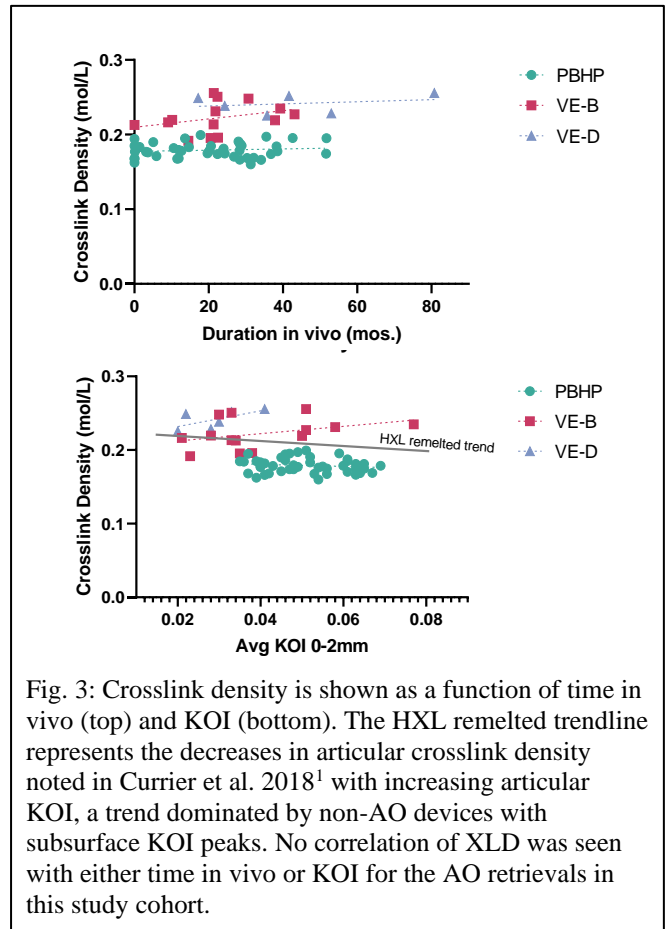 0.3
0.2
0.1
0.0
Crosslink Density (mol/L)
0 20 40 60 80
Duration in vivo (mos.)
PBHP
VE-B
VE-D
0.3
0.2
0.1
0.0
Crosslink Density (mol/L)
HXL remelted trend
0.02 0.04 0.06 0.08
Avg KOI 0-2mm
PBHP
VE-B
VE-D
Fig. 3: Crosslink density is shown as a function of time in
vivo (top) and KOI (bottom). The HXL remelted trendline
represents the decreases in articular crosslink density
noted in Currier et al. 2018¹ with increasing articular
KOI, a trend dominated by non-AO devices with
subsurface KOI peaks. No correlation of XLD was seen
with either time in vivo or KOI for the AO retrievals in
this study cohort.